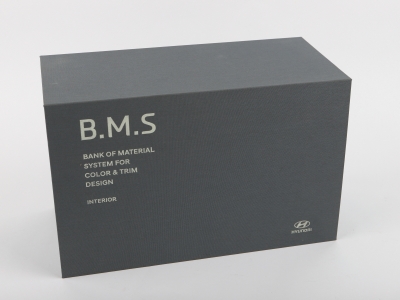 B.M.S
BANK OF MATERIAL
SYSTEM FOR
COLOR & TRIM
DESIGN
INTERIOR
HYUNDAI